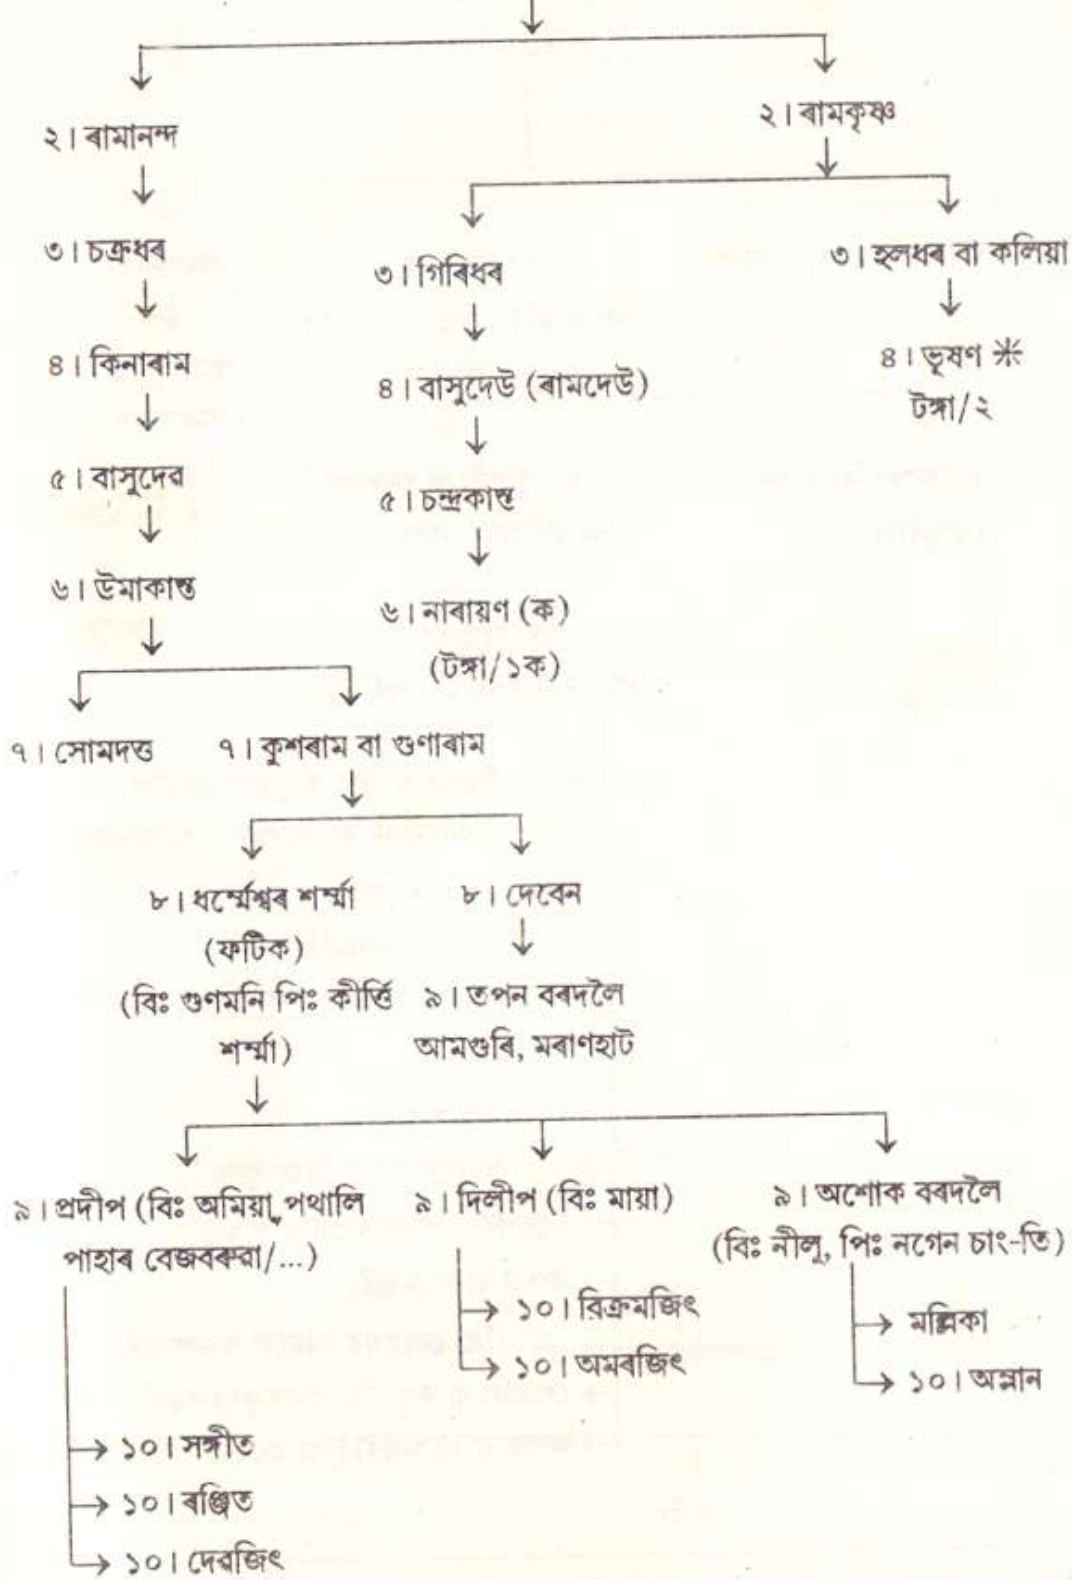 ২। ৰামানন্দ
২। ৰামকৃষ্ণ
৩। চক্ৰধৰ
৩। গিৰিধৰ
৩। হলধৰ বা কলিয়া
৪। কিনাৰাম
৪। বাসুদেউ (ৰামদেউ)
৪। ভূষণ ✳
টঙ্গা/২
৫। বাসুদেৱ
৫। চন্দ্ৰকান্ত
৬। উমাকান্ত
৬। নাৰায়ণ (ক)
(টঙ্গা/১ক)
৭। সোমদত্ত
৭। কুশৰাম বা গুণাৰাম
৮। ধৰ্ম্মেশ্বৰ শৰ্ম্মা
৮। দেবেন
(ফটিক)
(বিঃ গুণমনি পিঃ কীৰ্ত্তি
৯। তপন বৰদলৈ
শৰ্ম্মা)
আমগুৰি, মৰাণহাট
৯। প্ৰদীপ (বিঃ অমিয়া, পথালি
৯। দিলীপ (বিঃ মায়া)
৯। অশোক বৰদলৈ
পাহাৰ বেজবৰুৱা/...)
(বিঃ নীলু, পিঃ নগেন চাং-তি)
১০। বিক্ৰমজিৎ
মল্লিকা
১০। অমৰজিৎ
১০। অম্লান
১০। সঙ্গীত
১০। ৰঞ্জিত
১০। দেৱজিৎ